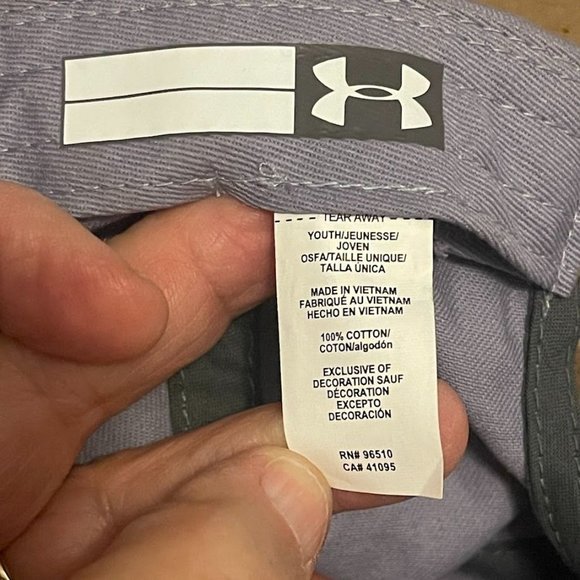 TEAR AWAY
YOUTH/JEUNESSE/
JOVEN
OSFA/TAILLE UNIQUE/
TALLA ÚNICA
MADE IN VIETNAM
FABRIQUÉ AU VIETNAM
HECHO EN VIETNAM
100% COTTON/
COTON/algodón
EXCLUSIVE OF
DECORATION SAUF
DÉCORATION
EXCEPTO
DECORACIÓN
RN# 96510
CA# 41095